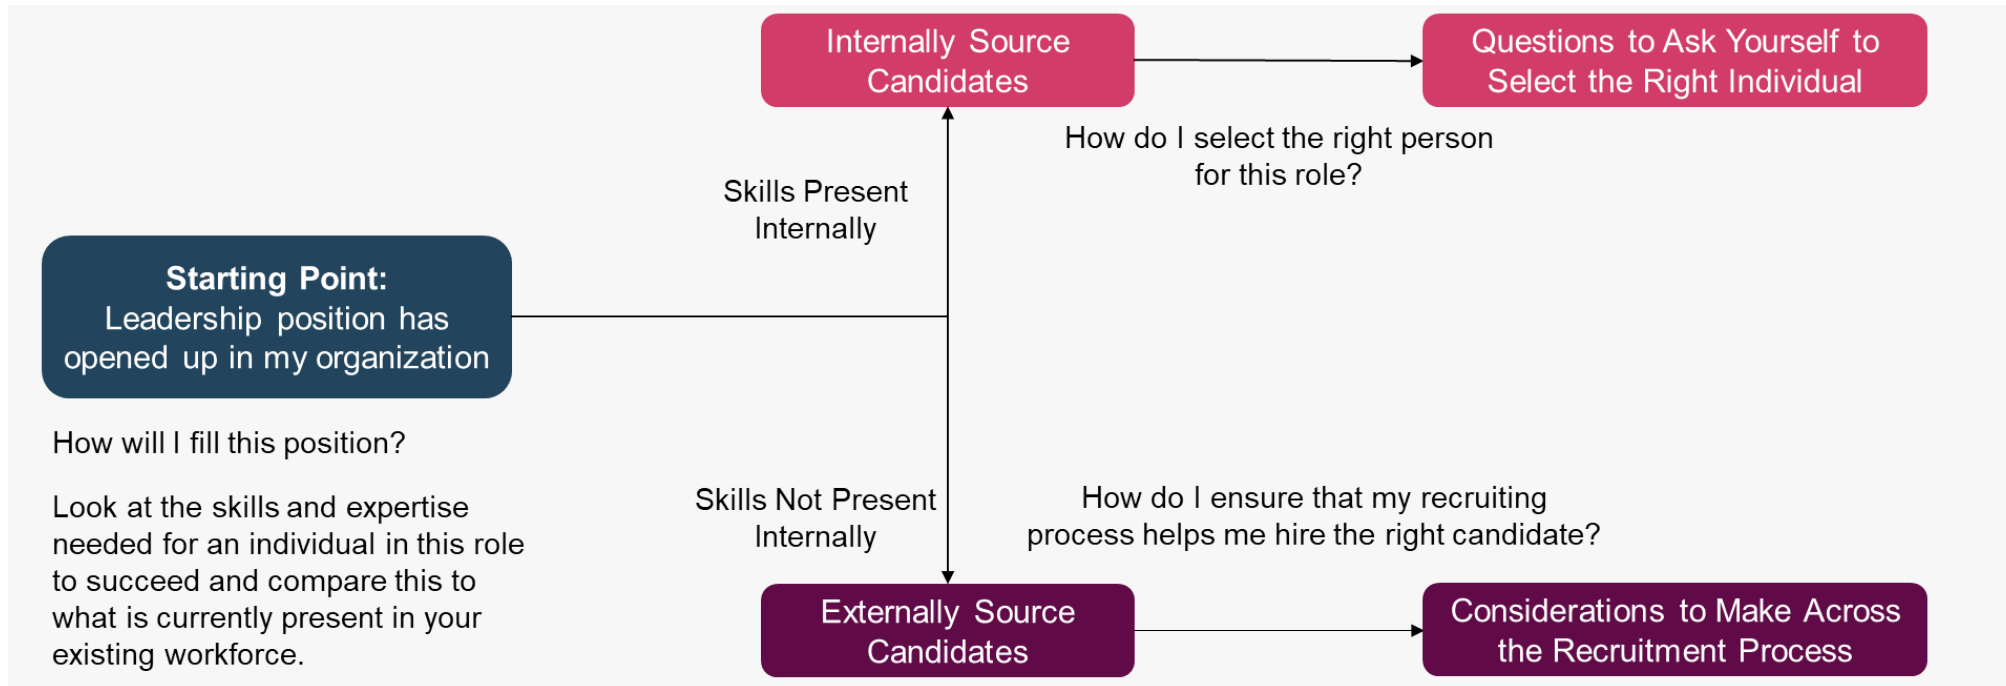 Internally Source
Candidates
Questions to Ask Yourself to
Select the Right Individual
How do I select the right person
for this role?
Skills Present
Internally
Starting Point:
Leadership position has
opened up in my organization
How will I fill this position?
Look at the skills and expertise
needed for an individual in this role
to succeed and compare this to
what is currently present in your
existing workforce.
Skills Not Present
Internally
How do I ensure that my recruiting
process helps me hire the right candidate?
Externally Source
Candidates
Considerations to Make Across
the Recruitment Process